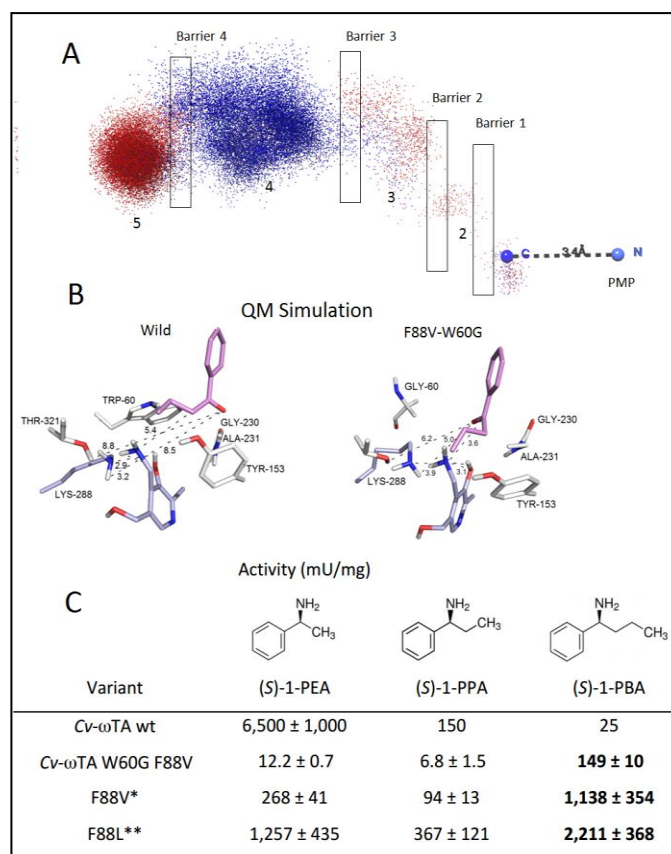 A
Barrier 4
Barrier 3
Barrier 2
Barrier 1
5
4
3
2
C
3.4Å
N
PMP
B
QM Simulation
Wild
F88V-W60G
TRP-60
THR-321
GLY-230
ALA-231
TYR-153
LYS-288
5.4
8.8
8.5
2.9
3.2
GLY-60
GLY-230
ALA-231
LYS-288
TYR-153
6.2
5.0
3.6
3.9
3.1
Activity (mU/mg)
C
NH2
CH3
NH2
CH3
NH2
CH3
Variant (S)-1-PEA (S)-1-PPA (S)-1-PBA
Cv-ωTA wt 6,500 ± 1,000 150 25
Cv-ωTA W60G F88V 12.2 ± 0.7 6.8 ± 1.5 149 ± 10
F88V* 268 ± 41 94 ± 13 1,138 ± 354
F88L** 1,257 ± 435 367 ± 121 2,211 ± 368